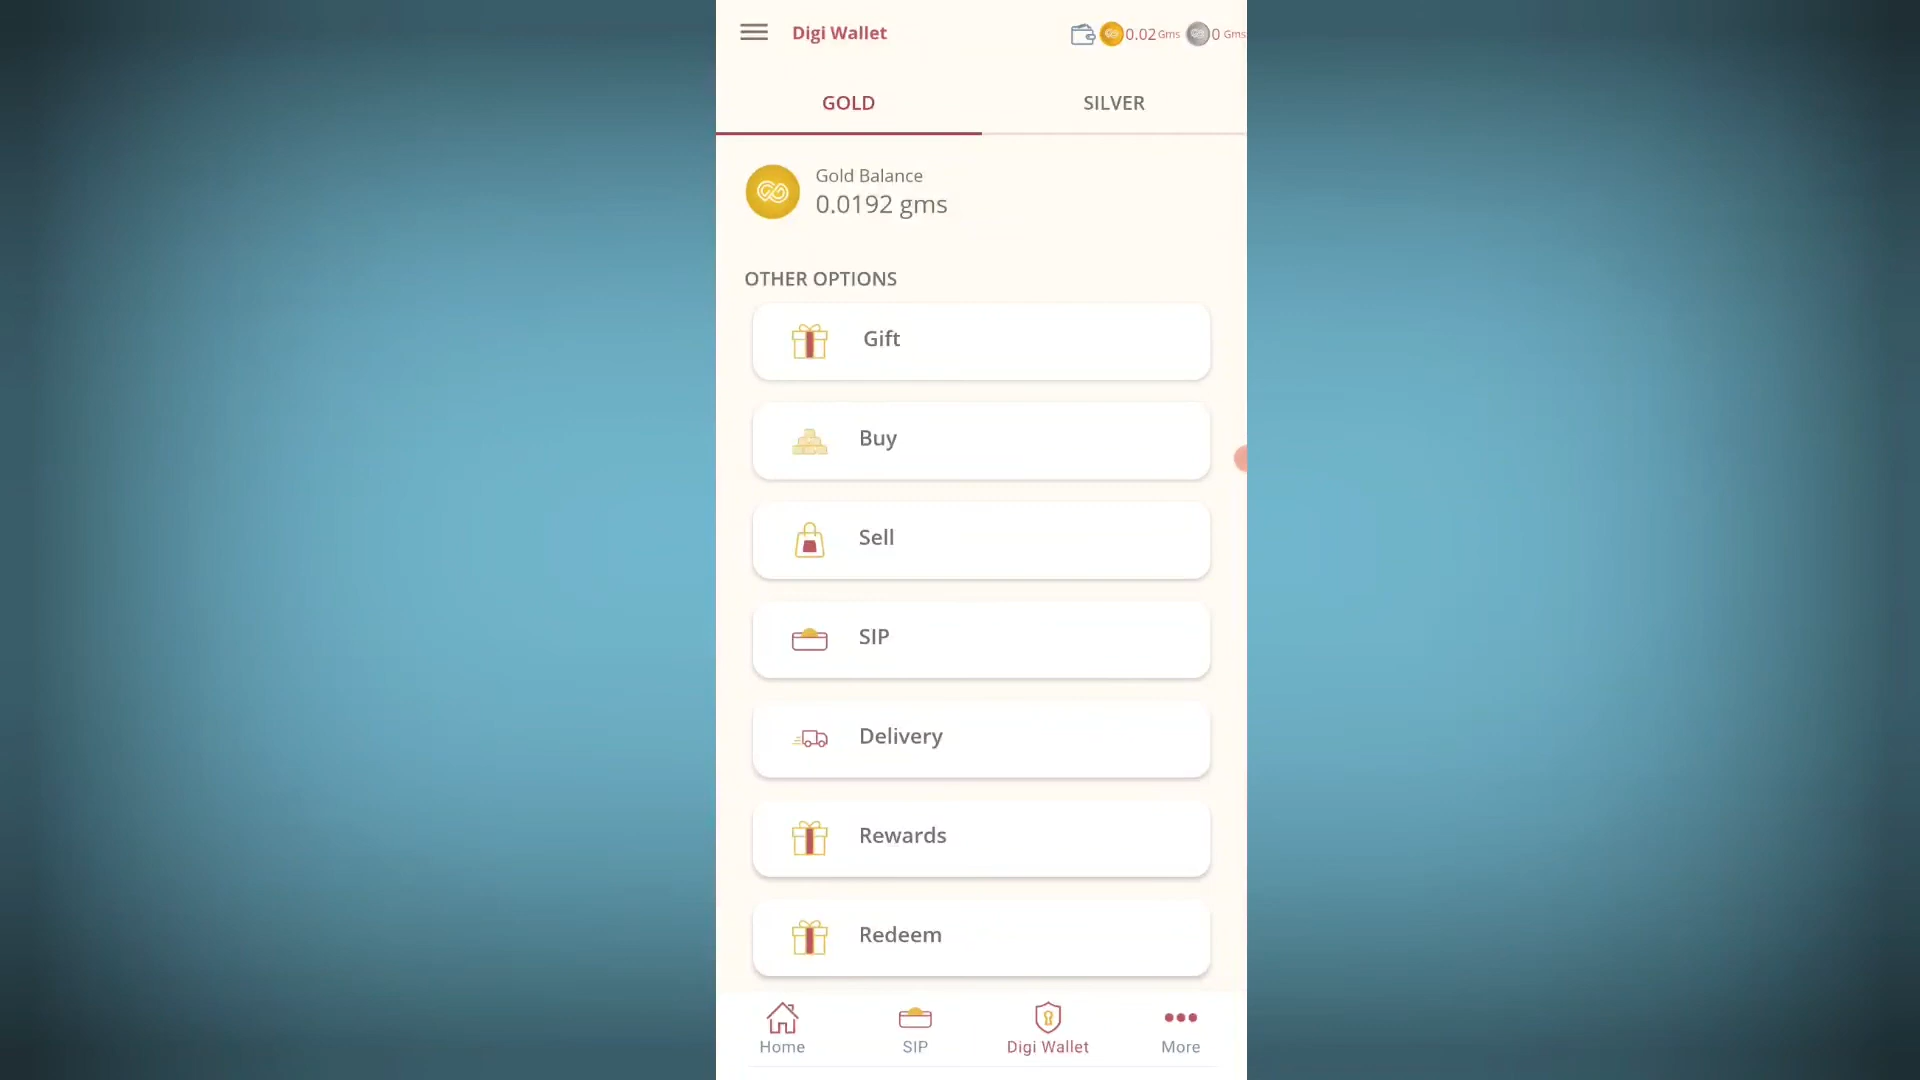 Digi Wallet 0.02 Gms 0 Gms
GOLD SILVER
Gold Balance
0.0192 gms
OTHER OPTIONS
Gift
Buy
Sell
SIP
Delivery
Rewards
Redeem
Home SIP Digi Wallet More